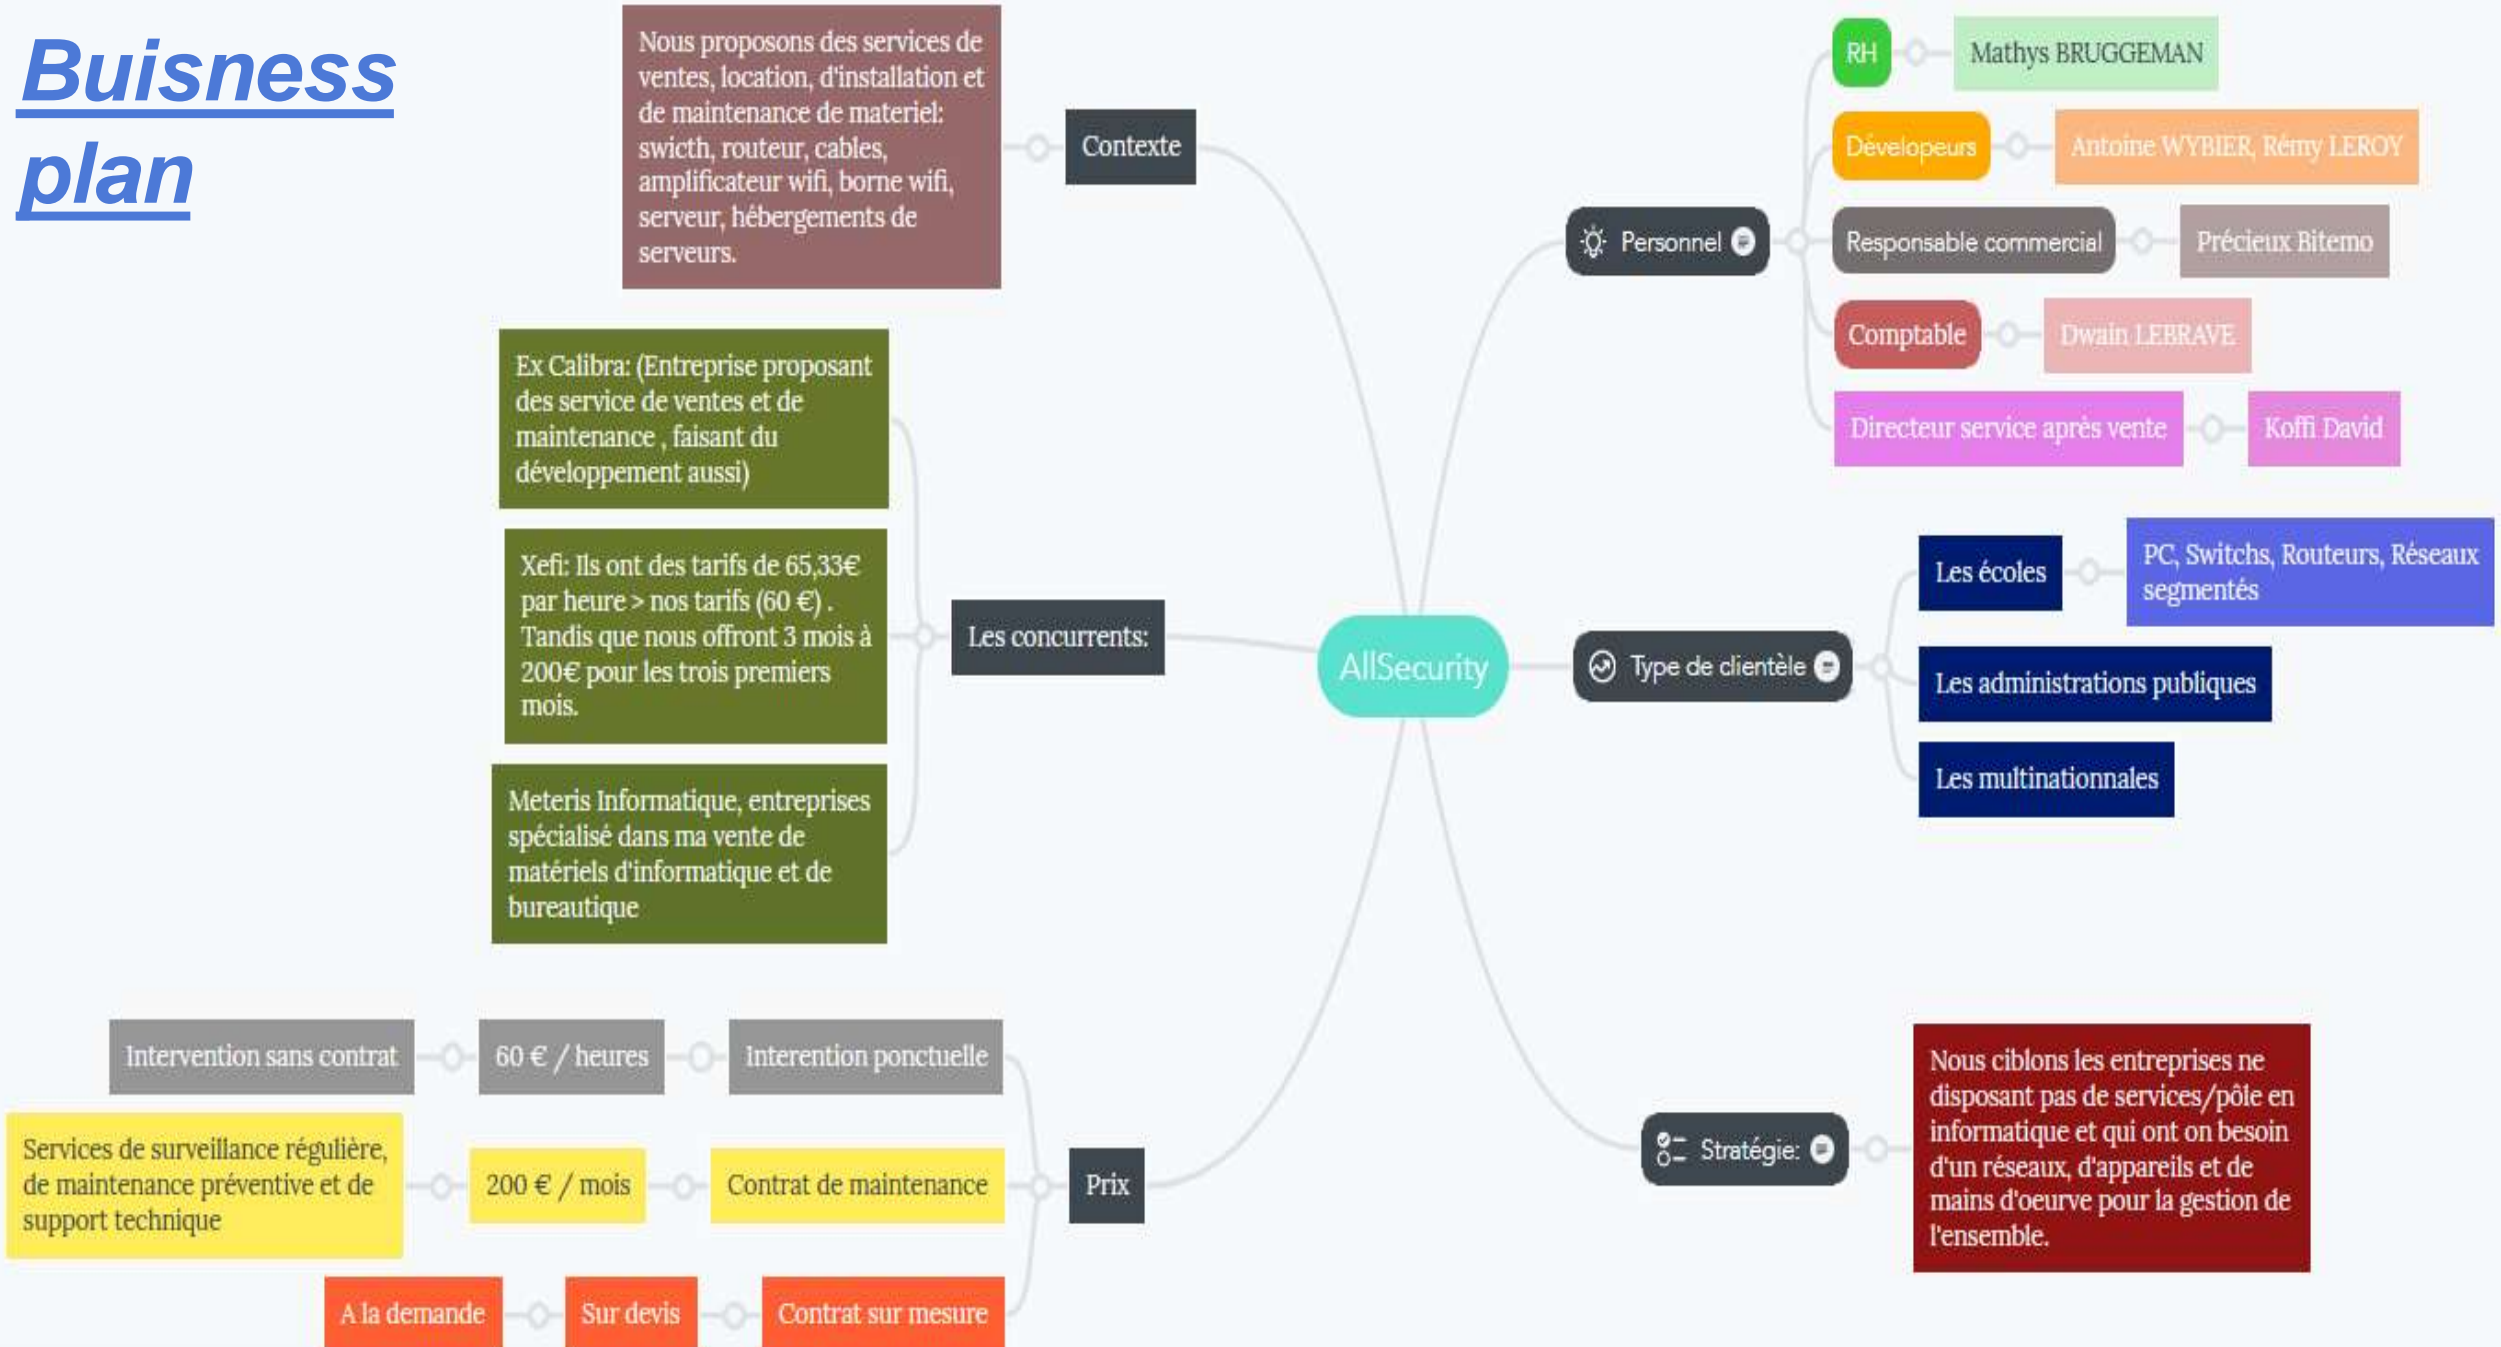 Buisness
plan
Nous proposons des services de
ventes, location, d'installation et
de maintenance de materiel:
swicth, routeur, cables,
amplificateur wifi, borne wifi,
serveur, hébergements de
serveurs.
Contexte
Ex Calibra: (Entreprise proposant
des service de ventes et de
maintenance , faisant du
développement aussi)
Xefi: Ils ont des tarifs de 65,33€
par heure > nos tarifs (60 €) .
Tandis que nous offront 3 mois à
200€ pour les trois premiers
mois.
Meteris Informatique, entreprises
spécialisé dans ma vente de
matériels d'informatique et de
bureautique
Les concurrents:
Intervention sans contrat
60 € / heures
Interention ponctuelle
Services de surveillance régulière,
de maintenance préventive et de
support technique
200 € / mois
Contrat de maintenance
A la demande
Sur devis
Contrat sur mesure
Prix
AllSecurity
Personnel
RH
Mathys BRUGGEMAN
Dévelopeurs
Antoine WYBIER, Rémy LEROY
Responsable commercial
Précieux Bitemo
Comptable
Dwain LEBRAVE
Directeur service après vente
Koffi David
Type de clientèle
Les écoles
PC, Switchs, Routeurs, Réseaux
segmentés
Les administrations publiques
Les multinationnales
Stratégie:
Nous ciblons les entreprises ne
disposant pas de services/pôle en
informatique et qui ont on besoin
d'un réseaux, d'appareils et de
mains d'oeurve pour la gestion de
l'ensemble.